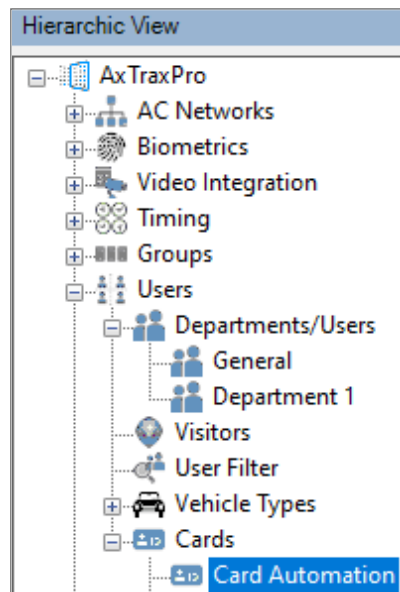 Hierarchic View
AxTraxPro
AC Networks
Biometrics
Video Integration
Timing
Groups
Users
Departments/Users
General
Department 1
Visitors
User Filter
Vehicle Types
Cards
Card Automation